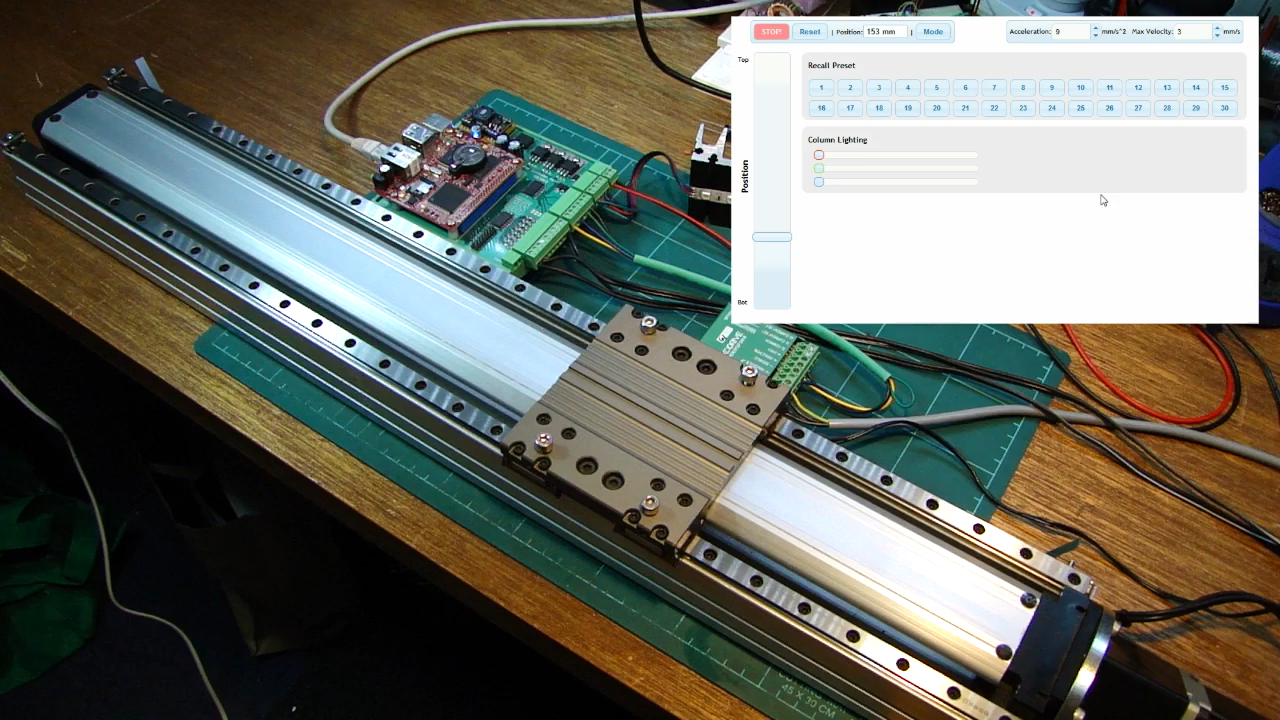 STOP! Reset | Position: 153 mm | Mode Acceleration: 9 mm/s^2 Max Velocity: 3 mm/s
Top
Recall Preset
1 2 3 4 5 6 7 8 9 10 11 12 13 14 15
16 17 18 19 20 21 22 23 24 25 26 27 28 29 30
Column Lighting
Position
Bot
45 X 30 CM